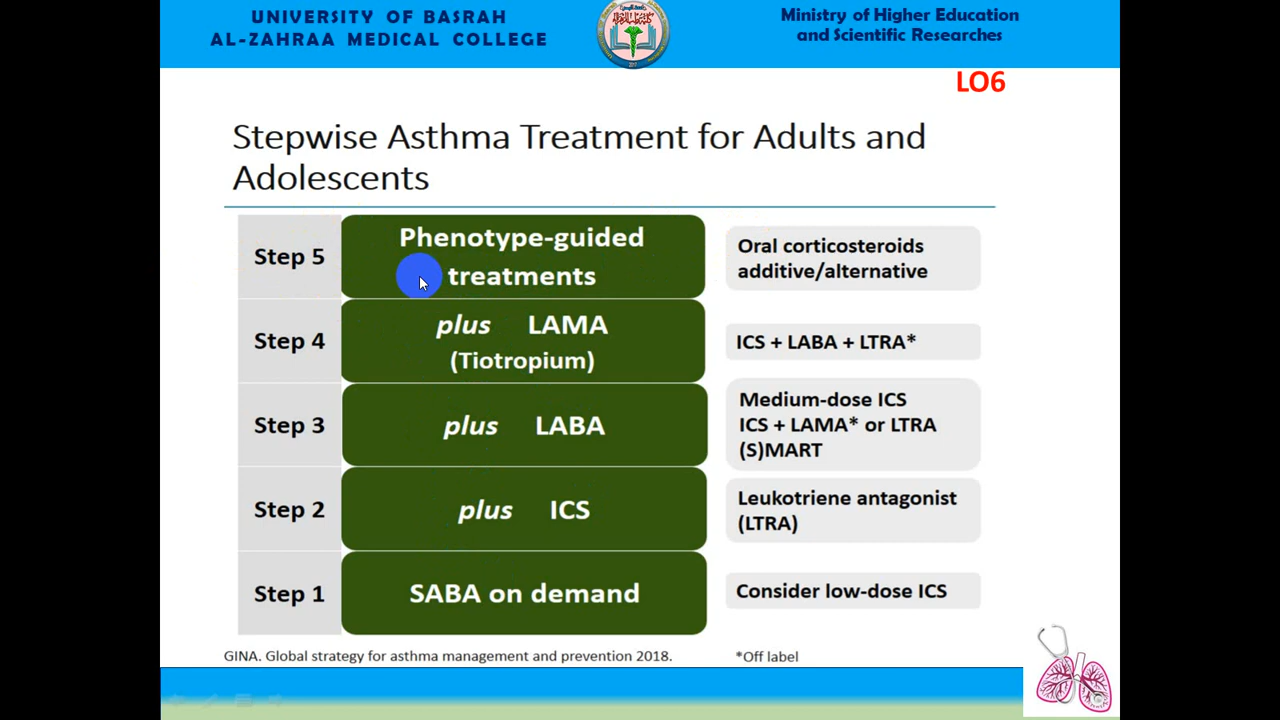 UNIVERSITY OF BASRAH
AL-ZAHRAA MEDICAL COLLEGE
Ministry of Higher Education
and Scientific Researches
LO6
Stepwise Asthma Treatment for Adults and
Adolescents
Step 5
Phenotype-guided
treatments
Oral corticosteroids
additive/alternative
Step 4
plus LAMA
(Tiotropium)
ICS + LABA + LTRA*
Step 3
plus LABA
Medium-dose ICS
ICS + LAMA* or LTRA
(S)MART
Step 2
plus ICS
Leukotriene antagonist
(LTRA)
Step 1
SABA on demand
Consider low-dose ICS
GINA. Global strategy for asthma management and prevention 2018.
*Off label